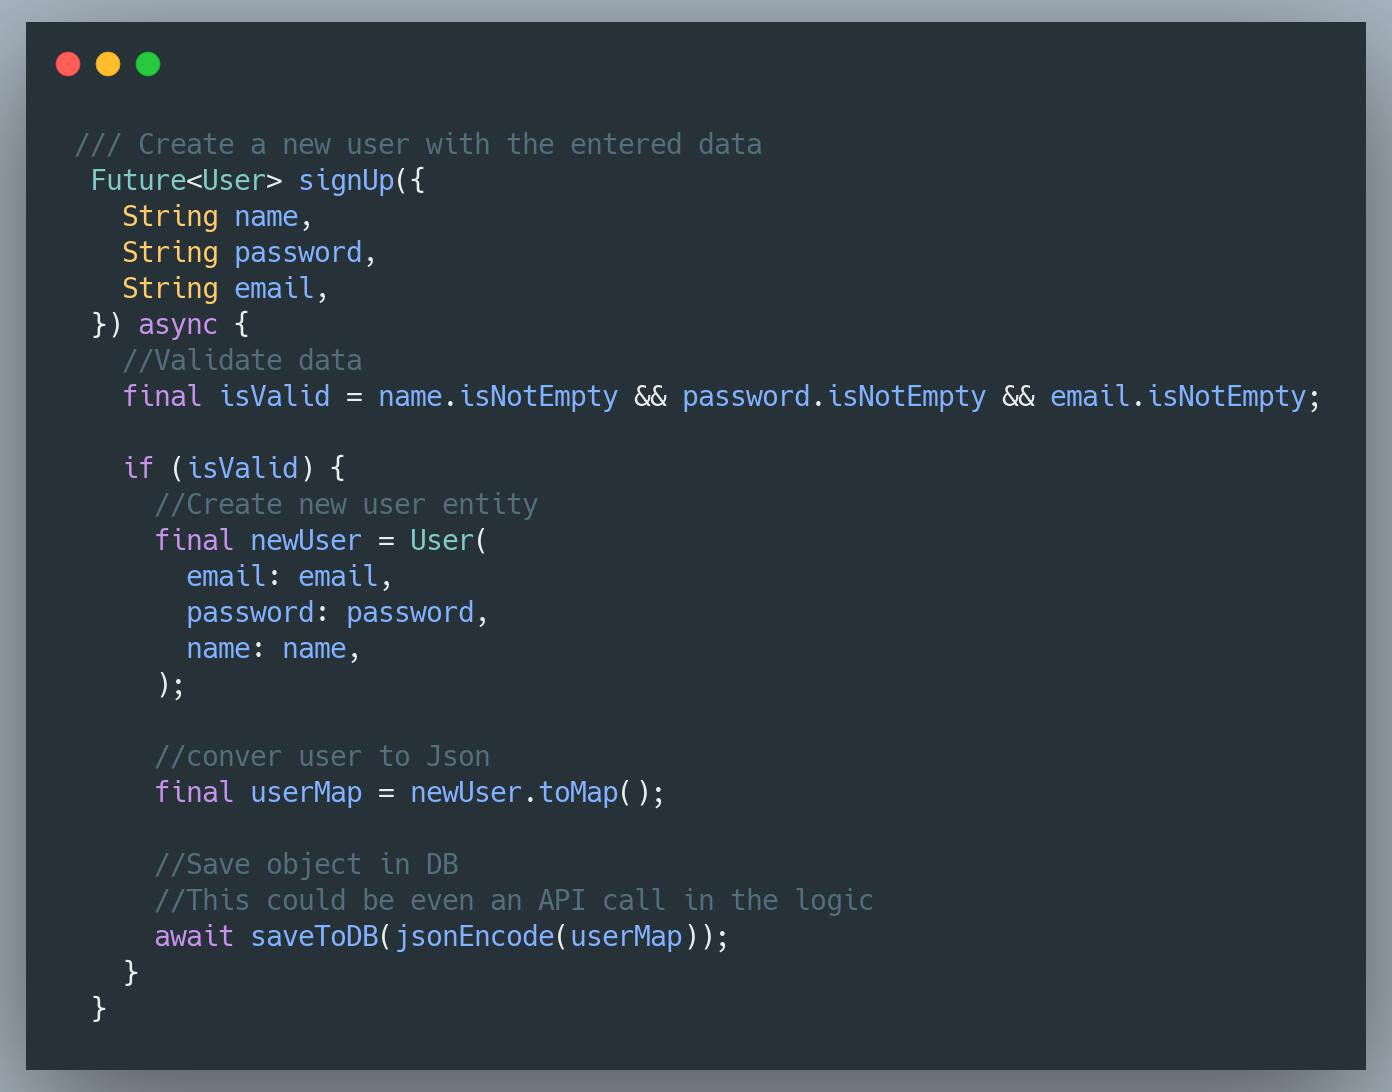 /// Create a new user with the entered data
 Future<User> signUp({
   String name,
   String password,
   String email,
 }) async {
   //Validate data
   final isValid = name.isNotEmpty && password.isNotEmpty && email.isNotEmpty;

   if (isValid) {
     //Create new user entity
     final newUser = User(
       email: email,
       password: password,
       name: name,
     );

     //conver user to Json
     final userMap = newUser.toMap();

     //Save object in DB
     //This could be even an API call in the logic
     await saveToDB(jsonEncode(userMap));
   }
 }